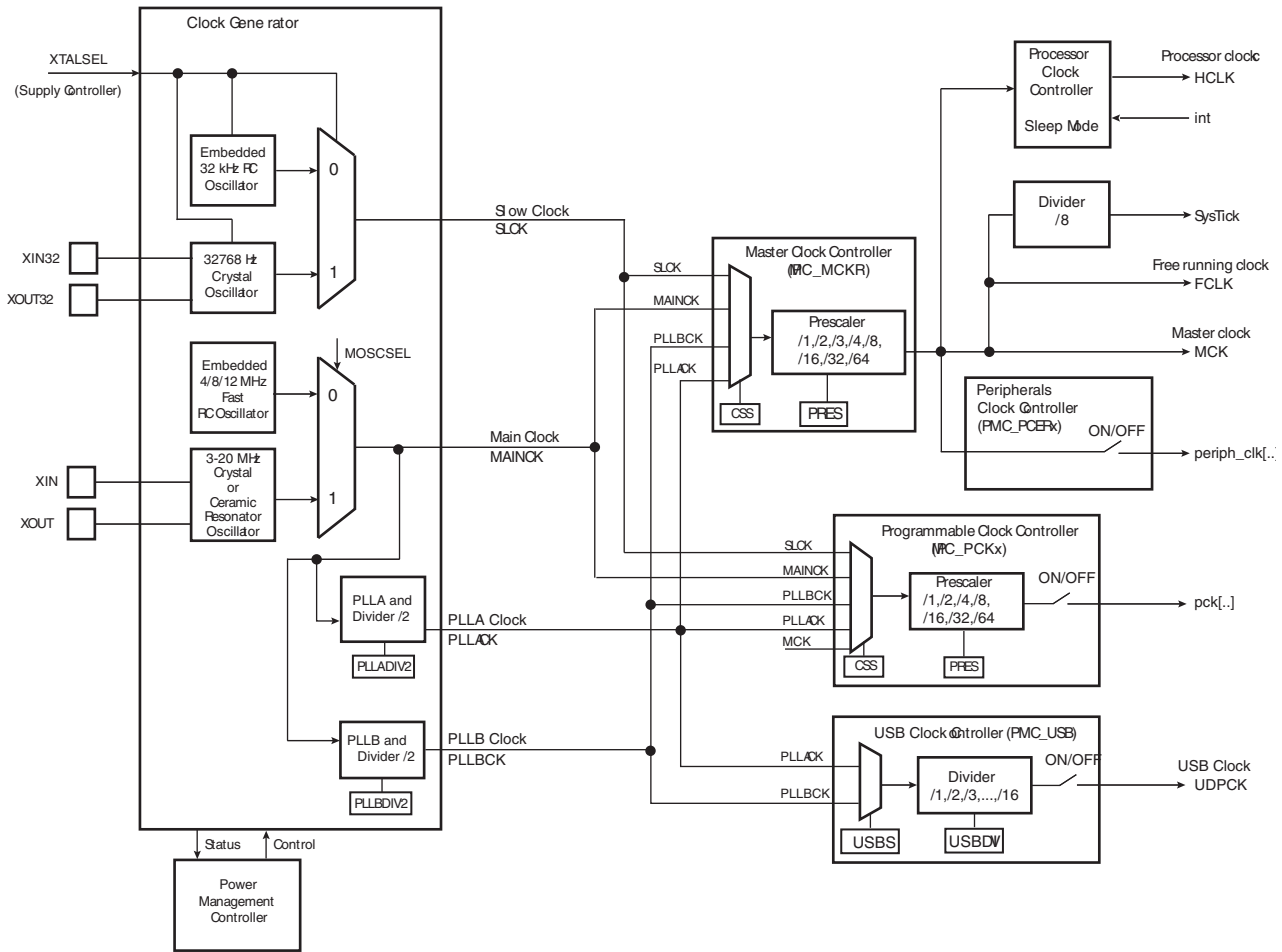 Clock Generator
XTALSEL
(Supply Controller)
Embedded
32 kHz RC
Oscillator
0
Slow Clock
SLCK
XIN32
XOUT32
32768 Hz
Crystal
Oscillator
1
MOSCSEL
Embedded
4/8/12 MHz
Fast
RC Oscillator
0
Main Clock
MAINCK
XIN
XOUT
3-20 MHz
Crystal
or
Ceramic
Resonator
Oscillator
1
PLLA and
Divider /2
PLLADIV2
PLLA Clock
PLLACK
PLLB and
Divider /2
PLLBDIV2
PLLB Clock
PLLBCK
Status
Control
Power
Management
Controller
Master Clock Controller
(PMC_MCKR)
SLCK
MAINCK
PLLBCK
PLLACK
Prescaler
/1,/2,/3,/4,/8,
/16,/32,/64
CSS
PRES
Processor
Clock
Controller
Sleep Mode
Processor clock
HCLK
int
Divider
/8
SysTick
Free running clock
FCLK
Master clock
MCK
Peripherals
Clock Controller
(PMC_PCERx)
ON/OFF
periph_clk[..]
Programmable Clock Controller
(PMC_PCKx)
SLCK
MAINCK
PLLBCK
PLLACK
MCK
Prescaler
/1,/2,/4,/8,
/16,/32,/64
ON/OFF
CSS
PRES
pck[..]
USB Clock Controller (PMC_USB)
PLLACK
PLLBCK
Divider
/1,/2,/3,...,/16
ON/OFF
USBS
USBDIV
USB Clock
UDPCK